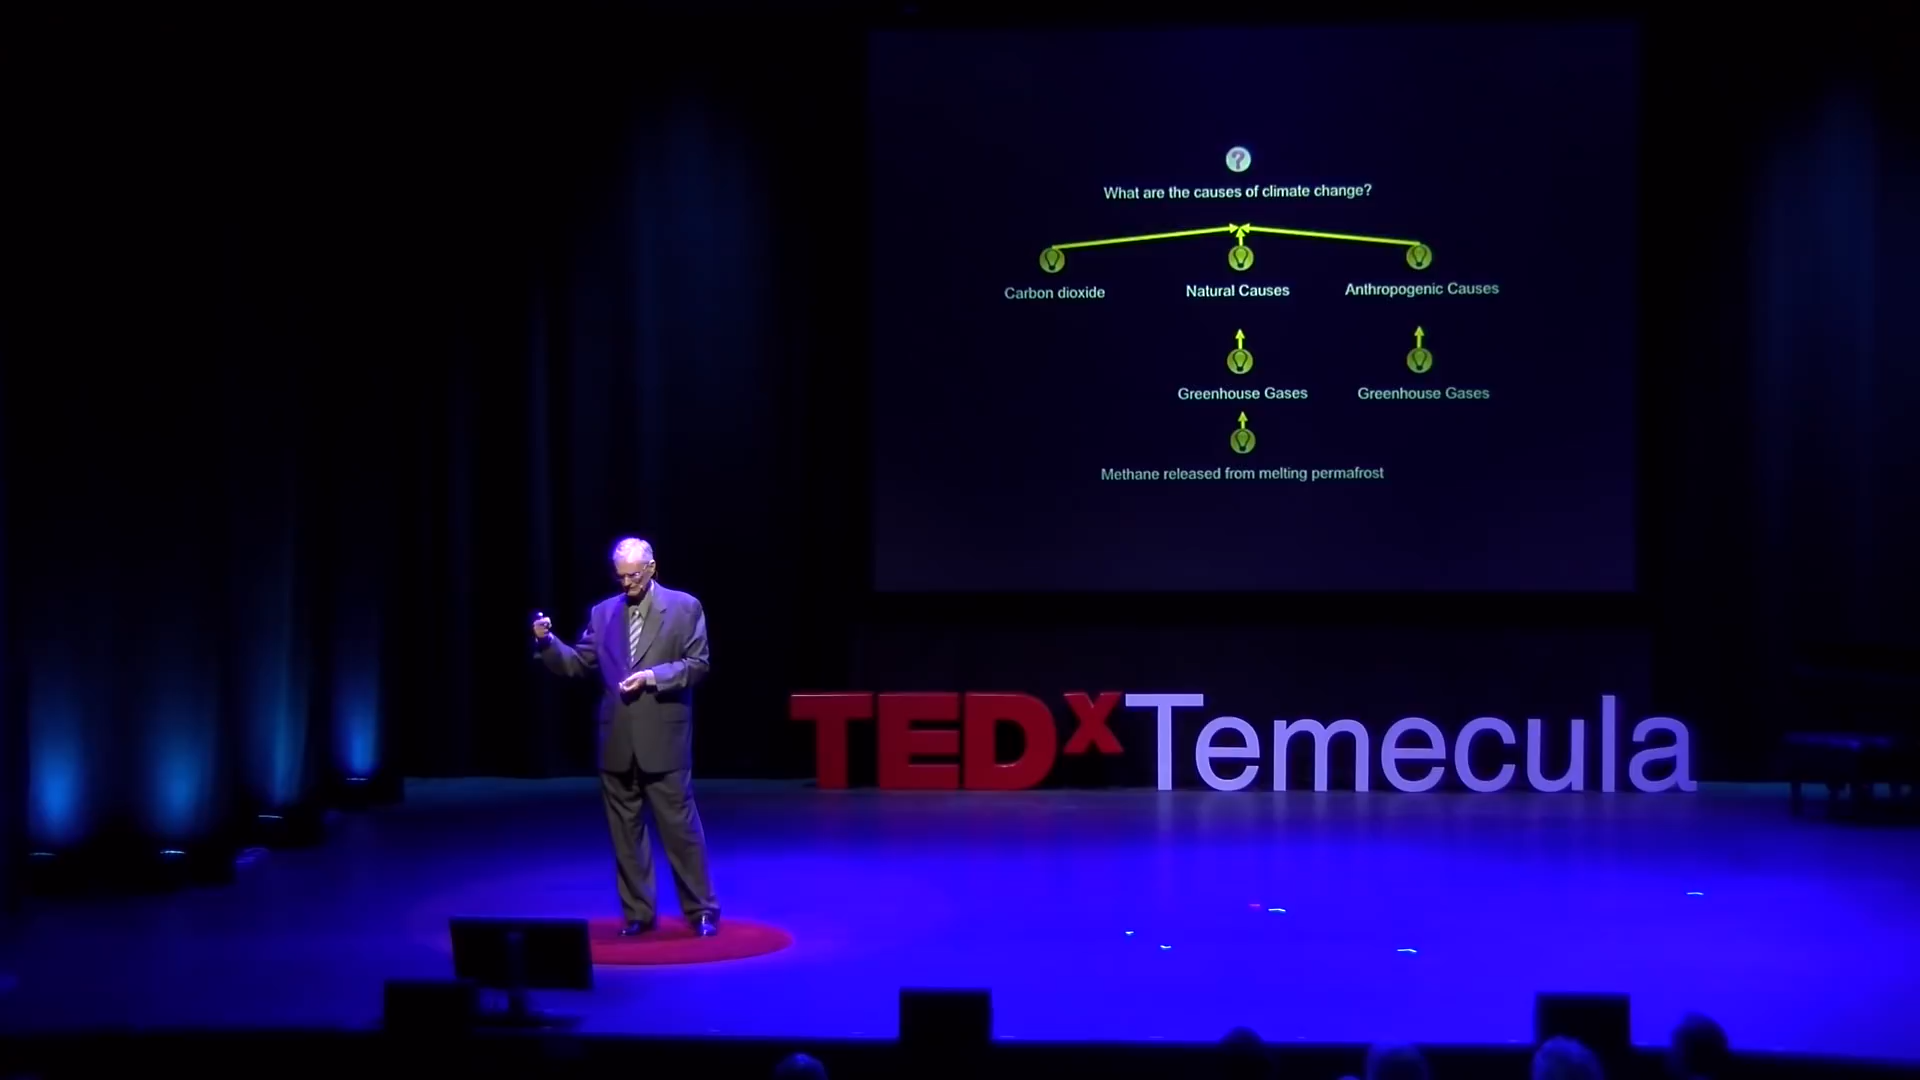 ?
What are the causes of climate change?
Carbon dioxide
Natural Causes
Anthropogenic Causes
Greenhouse Gases
Greenhouse Gases
Methane released from melting permafrost
TEDxTemecula